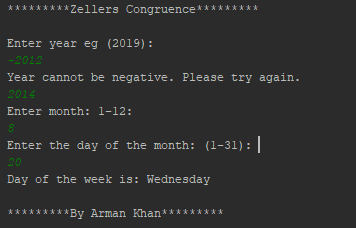 *********Zellers Congruence*********
Enter year eg (2019):
-2012
Year cannot be negative. Please try again.
2014
Enter month: 1-12:
8
Enter the day of the month: (1-31):
20
Day of the week is: Wednesday
*********By Arman Khan*********